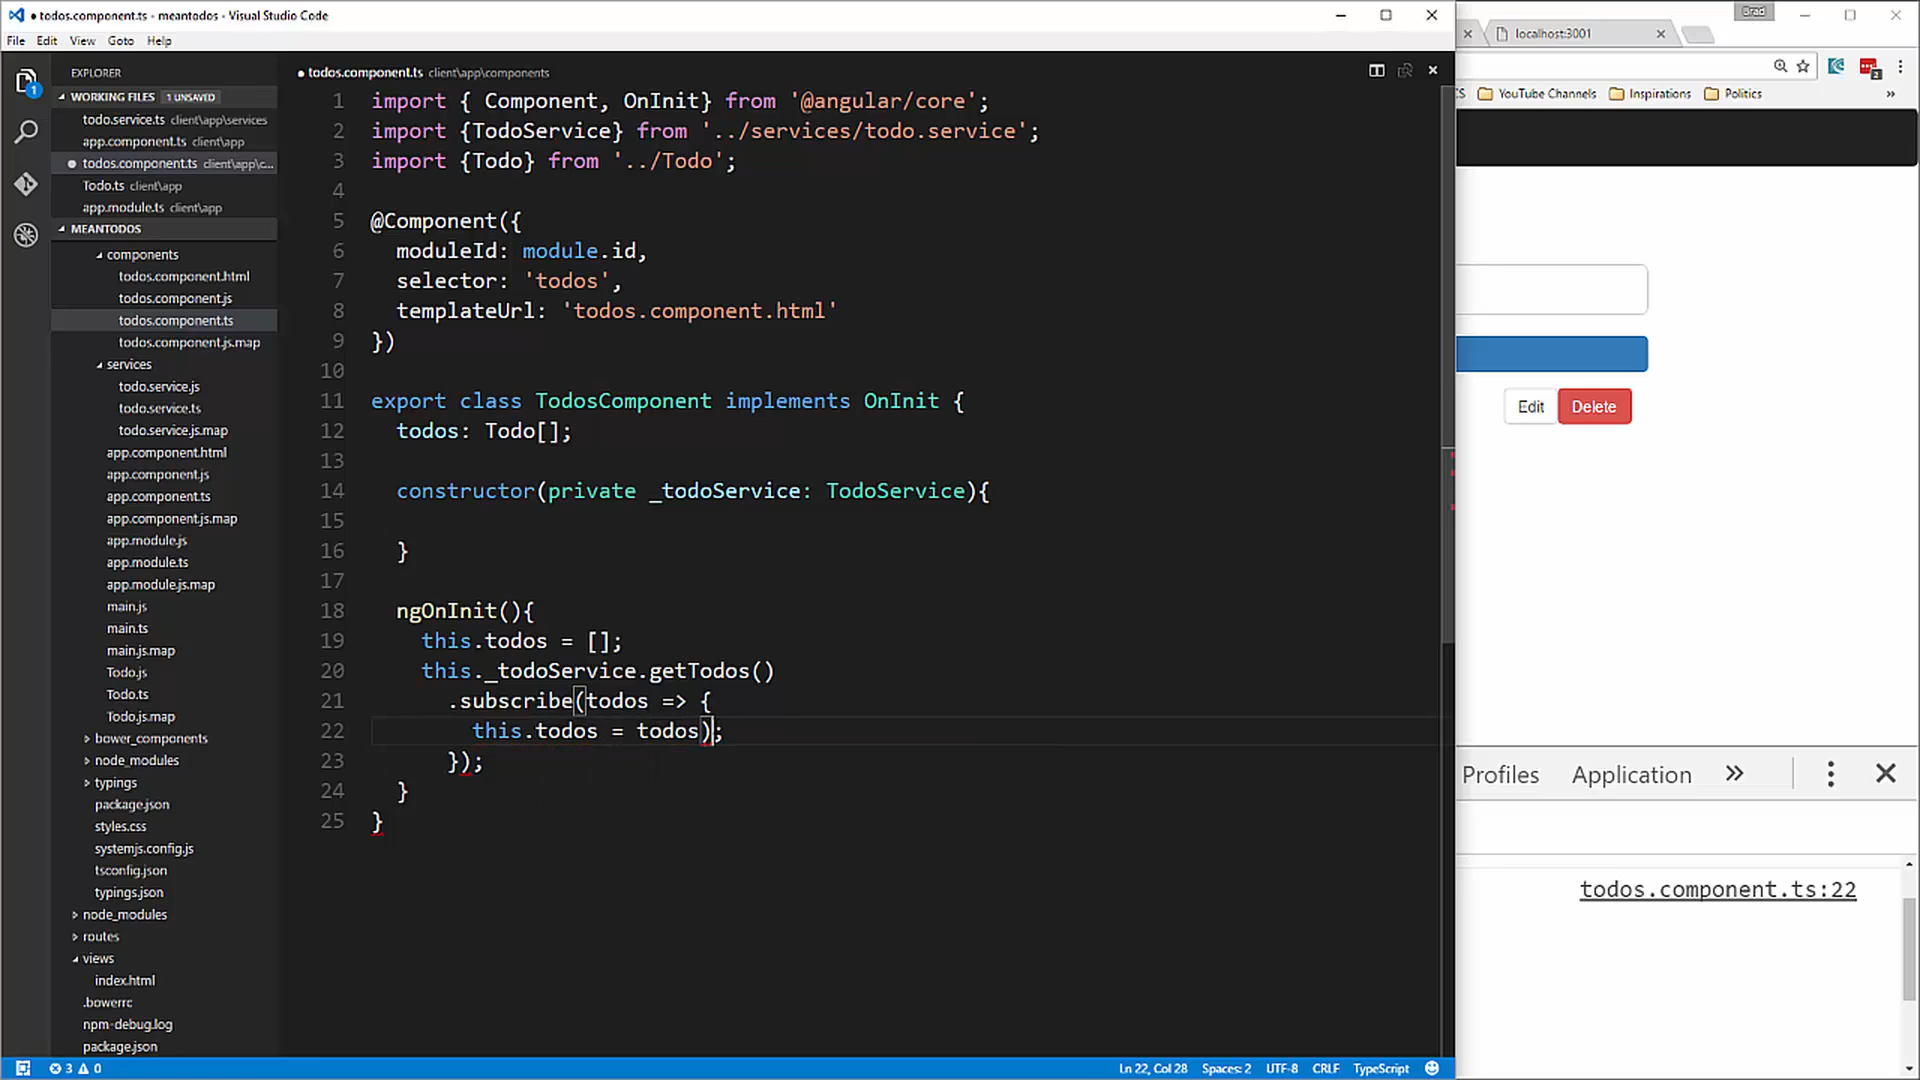 todos.component.ts - meantodos - Visual Studio Code
File Edit View Goto Help
EXPLORER
WORKING FILES 1 UNSAVED
todo.service.ts client\app\services
app.component.ts client\app
todos.component.ts client\app\c...
Todo.ts client\app
app.module.ts client\app
MEANTODOS
components
todos.component.html
todos.component.js
todos.component.ts
todos.component.js.map
services
todo.service.js
todo.service.ts
todo.service.js.map
app.component.html
app.component.js
app.component.ts
app.component.js.map
app.module.js
app.module.ts
app.module.js.map
main.js
main.ts
main.js.map
Todo.js
Todo.ts
Todo.js.map
bower_components
node_modules
typings
package.json
styles.css
systemjs.config.js
tsconfig.json
typings.json
node_modules
routes
views
index.html
.bowerrc
npm-debug.log
package.json
1
todos.component.ts client\app\components
1 import { Component, OnInit} from '@angular/core';
2 import {TodoService} from '../services/todo.service';
3 import {Todo} from '../Todo';
4
5 @Component({
6 moduleId: module.id,
7 selector: 'todos',
8 templateUrl: 'todos.component.html'
9 })
10
11 export class TodosComponent implements OnInit {
12 todos: Todo[];
13
14 constructor(private _todoService: TodoService){
15
16 }
17
18 ngOnInit(){
19 this.todos = [];
20 this._todoService.getTodos()
21 .subscribe(todos => {
22 this.todos = todos);
23 });
24 }
25 }
3 0
Ln 22, Col 28 Spaces: 2 UTF-8 CRLF TypeScript
Brad
localhost:3001
CS YouTube Channels Inspirations Politics »
2
Edit Delete
Profiles Application »
todos.component.ts:22